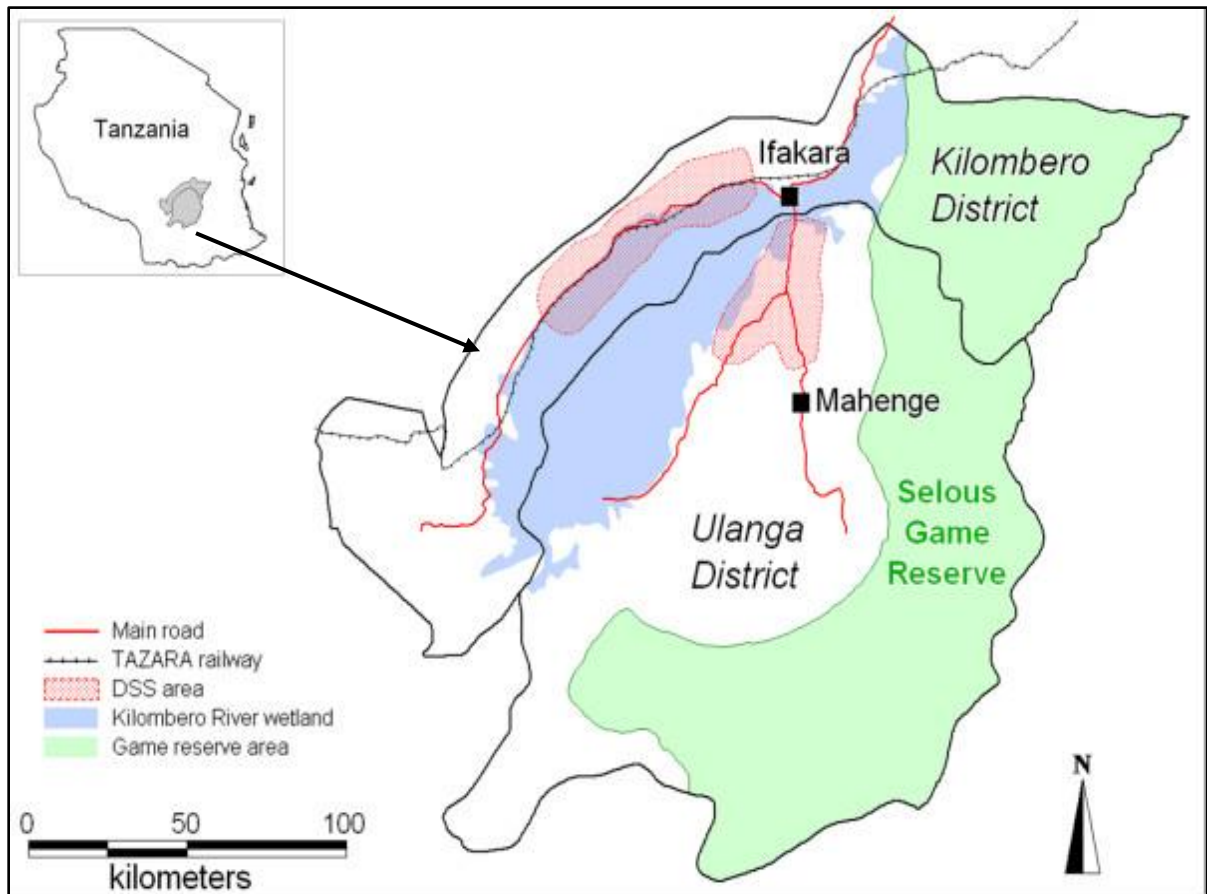 Tanzania
Ifakara
Kilombero
District
Mahenge
Selous
Game
Reserve
Ulanga
District
Main road
TAZARA railway
DSS area
Kilombero River wetland
Game reserve area
0 50 100
kilometers
N